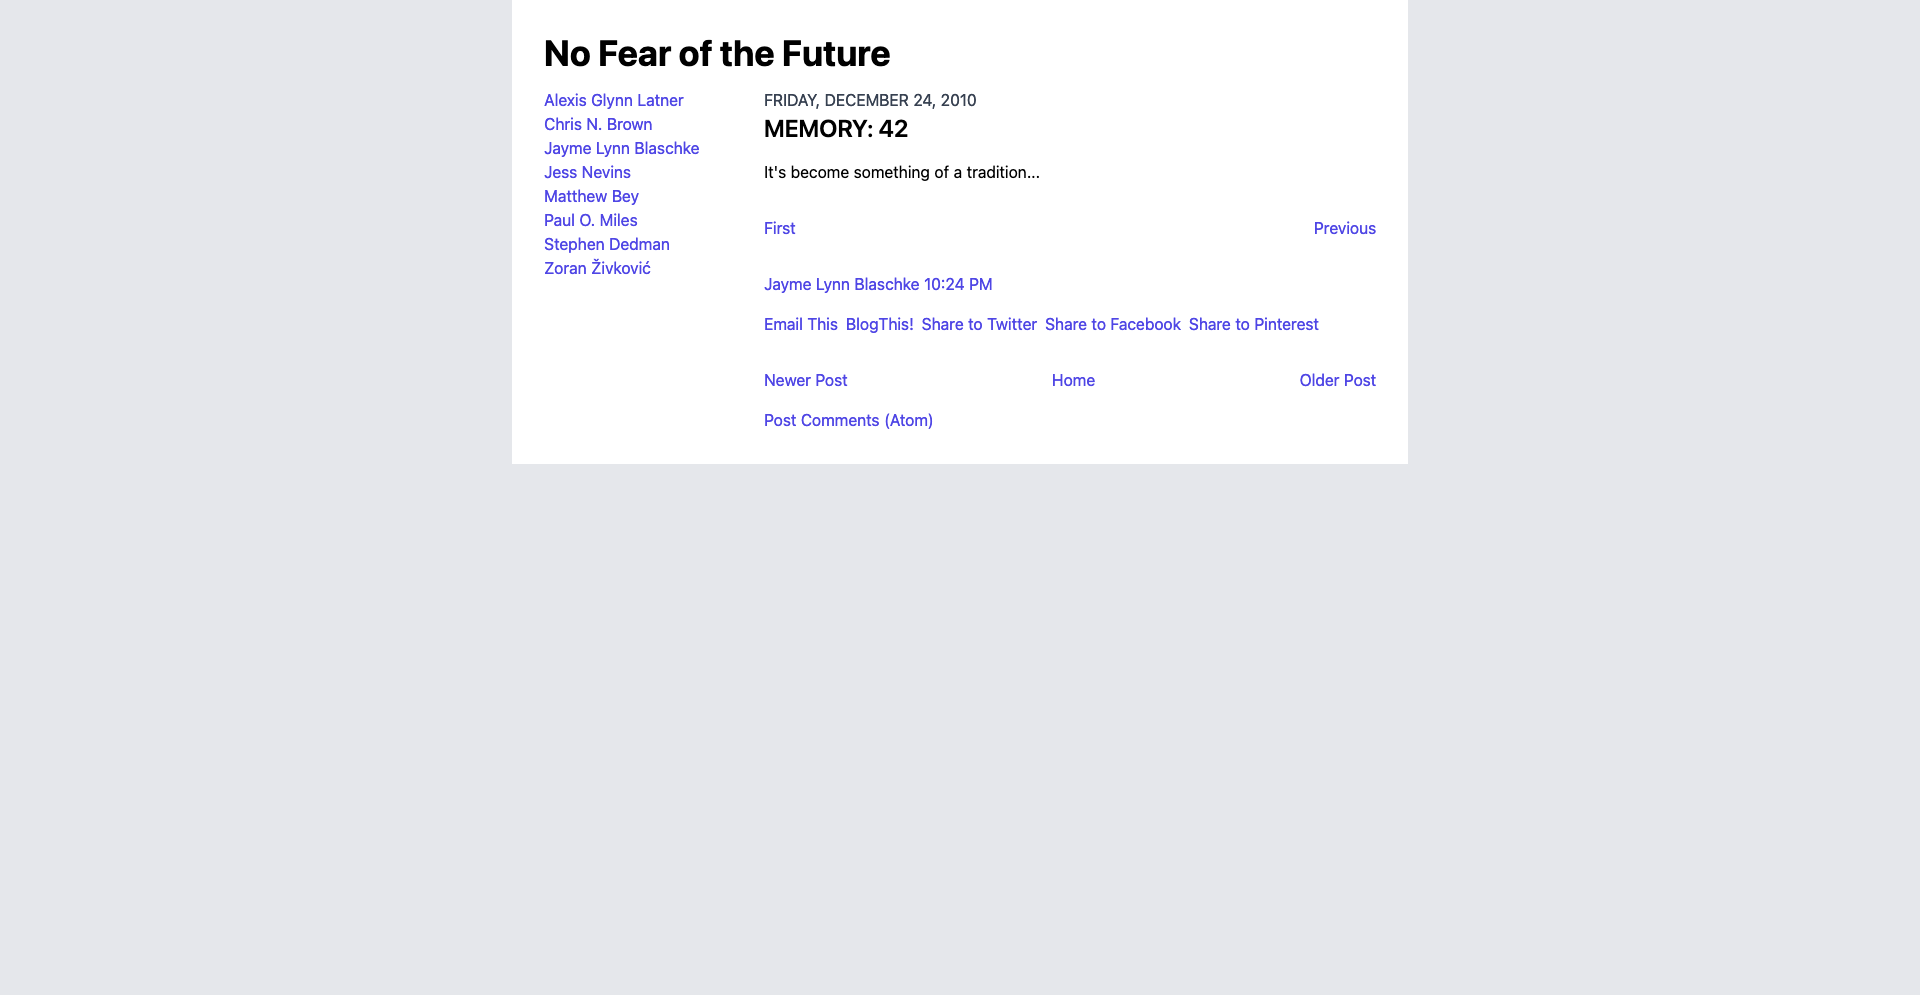 No Fear of the Future
Alexis Glynn Latner
Chris N. Brown
Jayme Lynn Blaschke
Jess Nevins
Matthew Bey
Paul O. Miles
Stephen Dedman
Zoran Živković
FRIDAY, DECEMBER 24, 2010
MEMORY: 42
It's become something of a tradition...
First Previous
Jayme Lynn Blaschke 10:24 PM
Email This BlogThis! Share to Twitter Share to Facebook Share to Pinterest
Newer Post Home Older Post
Post Comments (Atom)